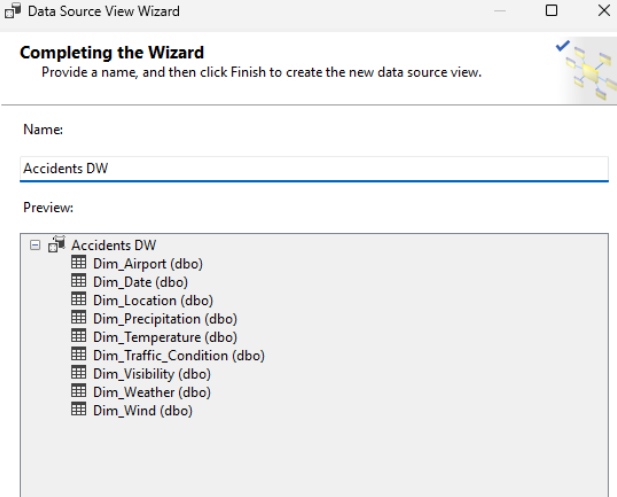 Data Source View Wizard
Completing the Wizard
Provide a name, and then click Finish to create the new data source view.
Name:
Accidents DW
Preview:
Accidents DW
Dim_Airport (dbo)
Dim_Date (dbo)
Dim_Location (dbo)
Dim_Precipitation (dbo)
Dim_Temperature (dbo)
Dim_Traffic_Condition (dbo)
Dim_Visibility (dbo)
Dim_Weather (dbo)
Dim_Wind (dbo)